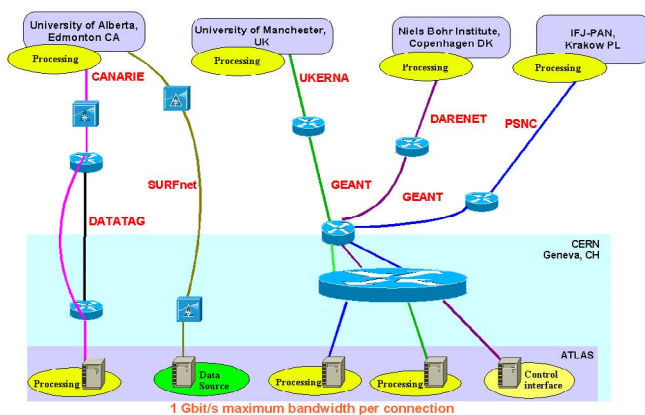 University of Alberta,
Edmonton CA
University of Manchester,
UK
Niels Bohr Institute,
Copenhagen DK
IFJ-PAN,
Krakow PL
Processing
Processing
Processing
Processing
CANARIE
UKERNA
DARENET
PSNC
SURFnet
GEANT
GEANT
DATATAG
CERN
Geneva, CH
ATLAS
Processing
Data
Source
Processing
Processing
Control
interface
1 Gbit/s maximum bandwidth per connection